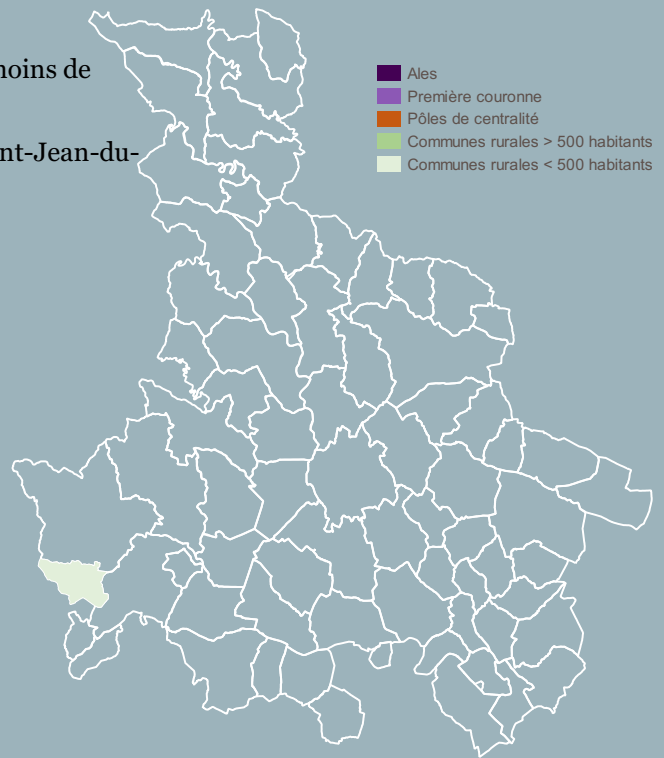 noins de
nt-Jean-du-
Ales
Première couronne
Pôles de centralité
Communes rurales > 500 habitants
Communes rurales < 500 habitants